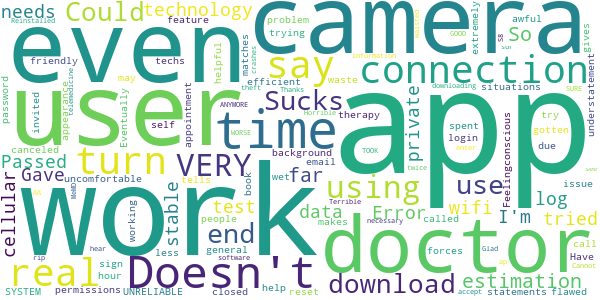 needs Could technology camera
feature problem awful
even trying So
friendly techs extremely say connection
helpful matches gives
password may efficient waste situations understatement
user invited appearance telemedicine ANYMORE Sucks private
Eventually self appointment WORSE Horrible therapy TOOK try
canceled time login spent gotten due
Passed turn VERY background app
Gave email using
uncomfortable far use
cellular work tells book wet wifi log
stable test data Error I'm tried
working people called issue
less general makes Have call
real sign end forces Glad Cannot
hour hear software Terrible necessary doctor
rip permissions Doesn't download estimation
SYSTEM UNRELIABLE closed help reset accept statements flawed
Reinstalled
theft
crashes
Thanks
information
downloading
GOOD
SURE
twice
s8
Feelingconscious